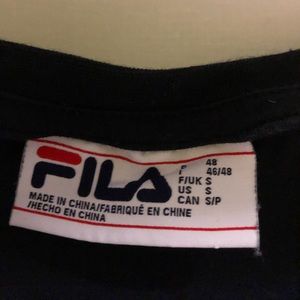 FILA
I 48
F 46/48
F/UK S
US S
CAN S/P
MADE IN CHINA/FABRIQUÉ EN CHINE
/HECHO EN CHINA